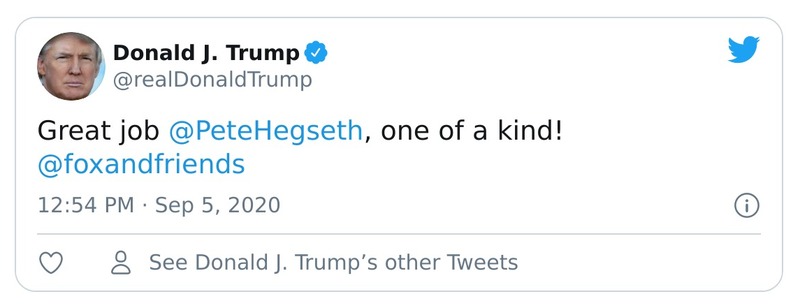 Donald J. Trump
@realDonaldTrump
Great job @PeteHegseth, one of a kind!
@foxandfriends
12:54 PM · Sep 5, 2020
See Donald J. Trump’s other Tweets